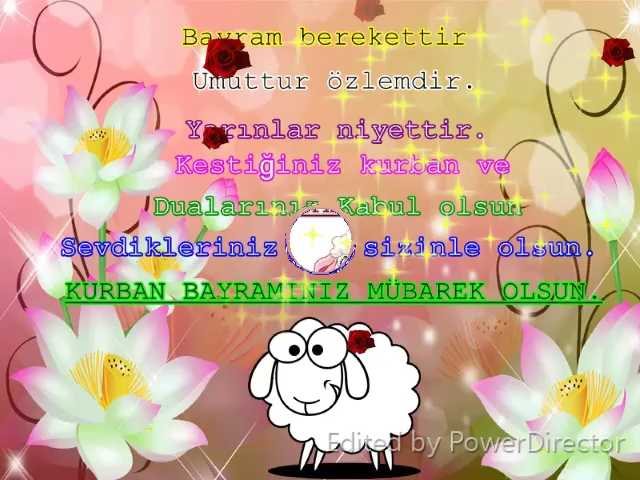 Bayram berekettir
Umuttur özlemdir.
Yarınlar niyettir.
Kestiğiniz kurban ve
Dualarınız Kabul olsun
Sevdikleriniz sizinle olsun.
KURBAN BAYRAMINIZ MÜBAREK OLSUN.
Edited by PowerDirector